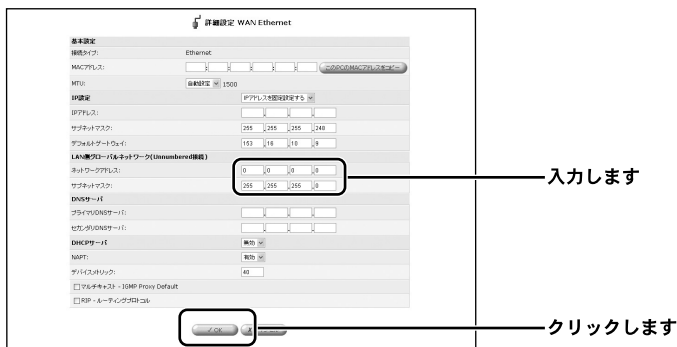 詳細設定 WAN Ethernet
基本設定
接続タイプ: Ethernet
MACアドレス: : : : : : このPCのMACアドレスをコピー
MTU: 自動設定 1500
IP設定 IPアドレスを固定設定する
IPアドレス: . . .
サブネットマスク: 255 .255 .255 .248
デフォルトゲートウェイ: 153 .16 .10 .9
LAN側グローバルネットワーク(Unnumbered接続)
ネットワークアドレス: 0 .0 .0 .0
サブネットマスク: 255 .255 .255 .0
入力します
DNSサーバ
プライマリDNSサーバ: . . .
セカンダリDNSサーバ: . . .
DHCPサーバ 無効
NAPT: 有効
デバイスメトリック: 40
マルチキャスト - IGMP Proxy Default
RIP - ルーティングプロトコル
✓ OK
クリックします